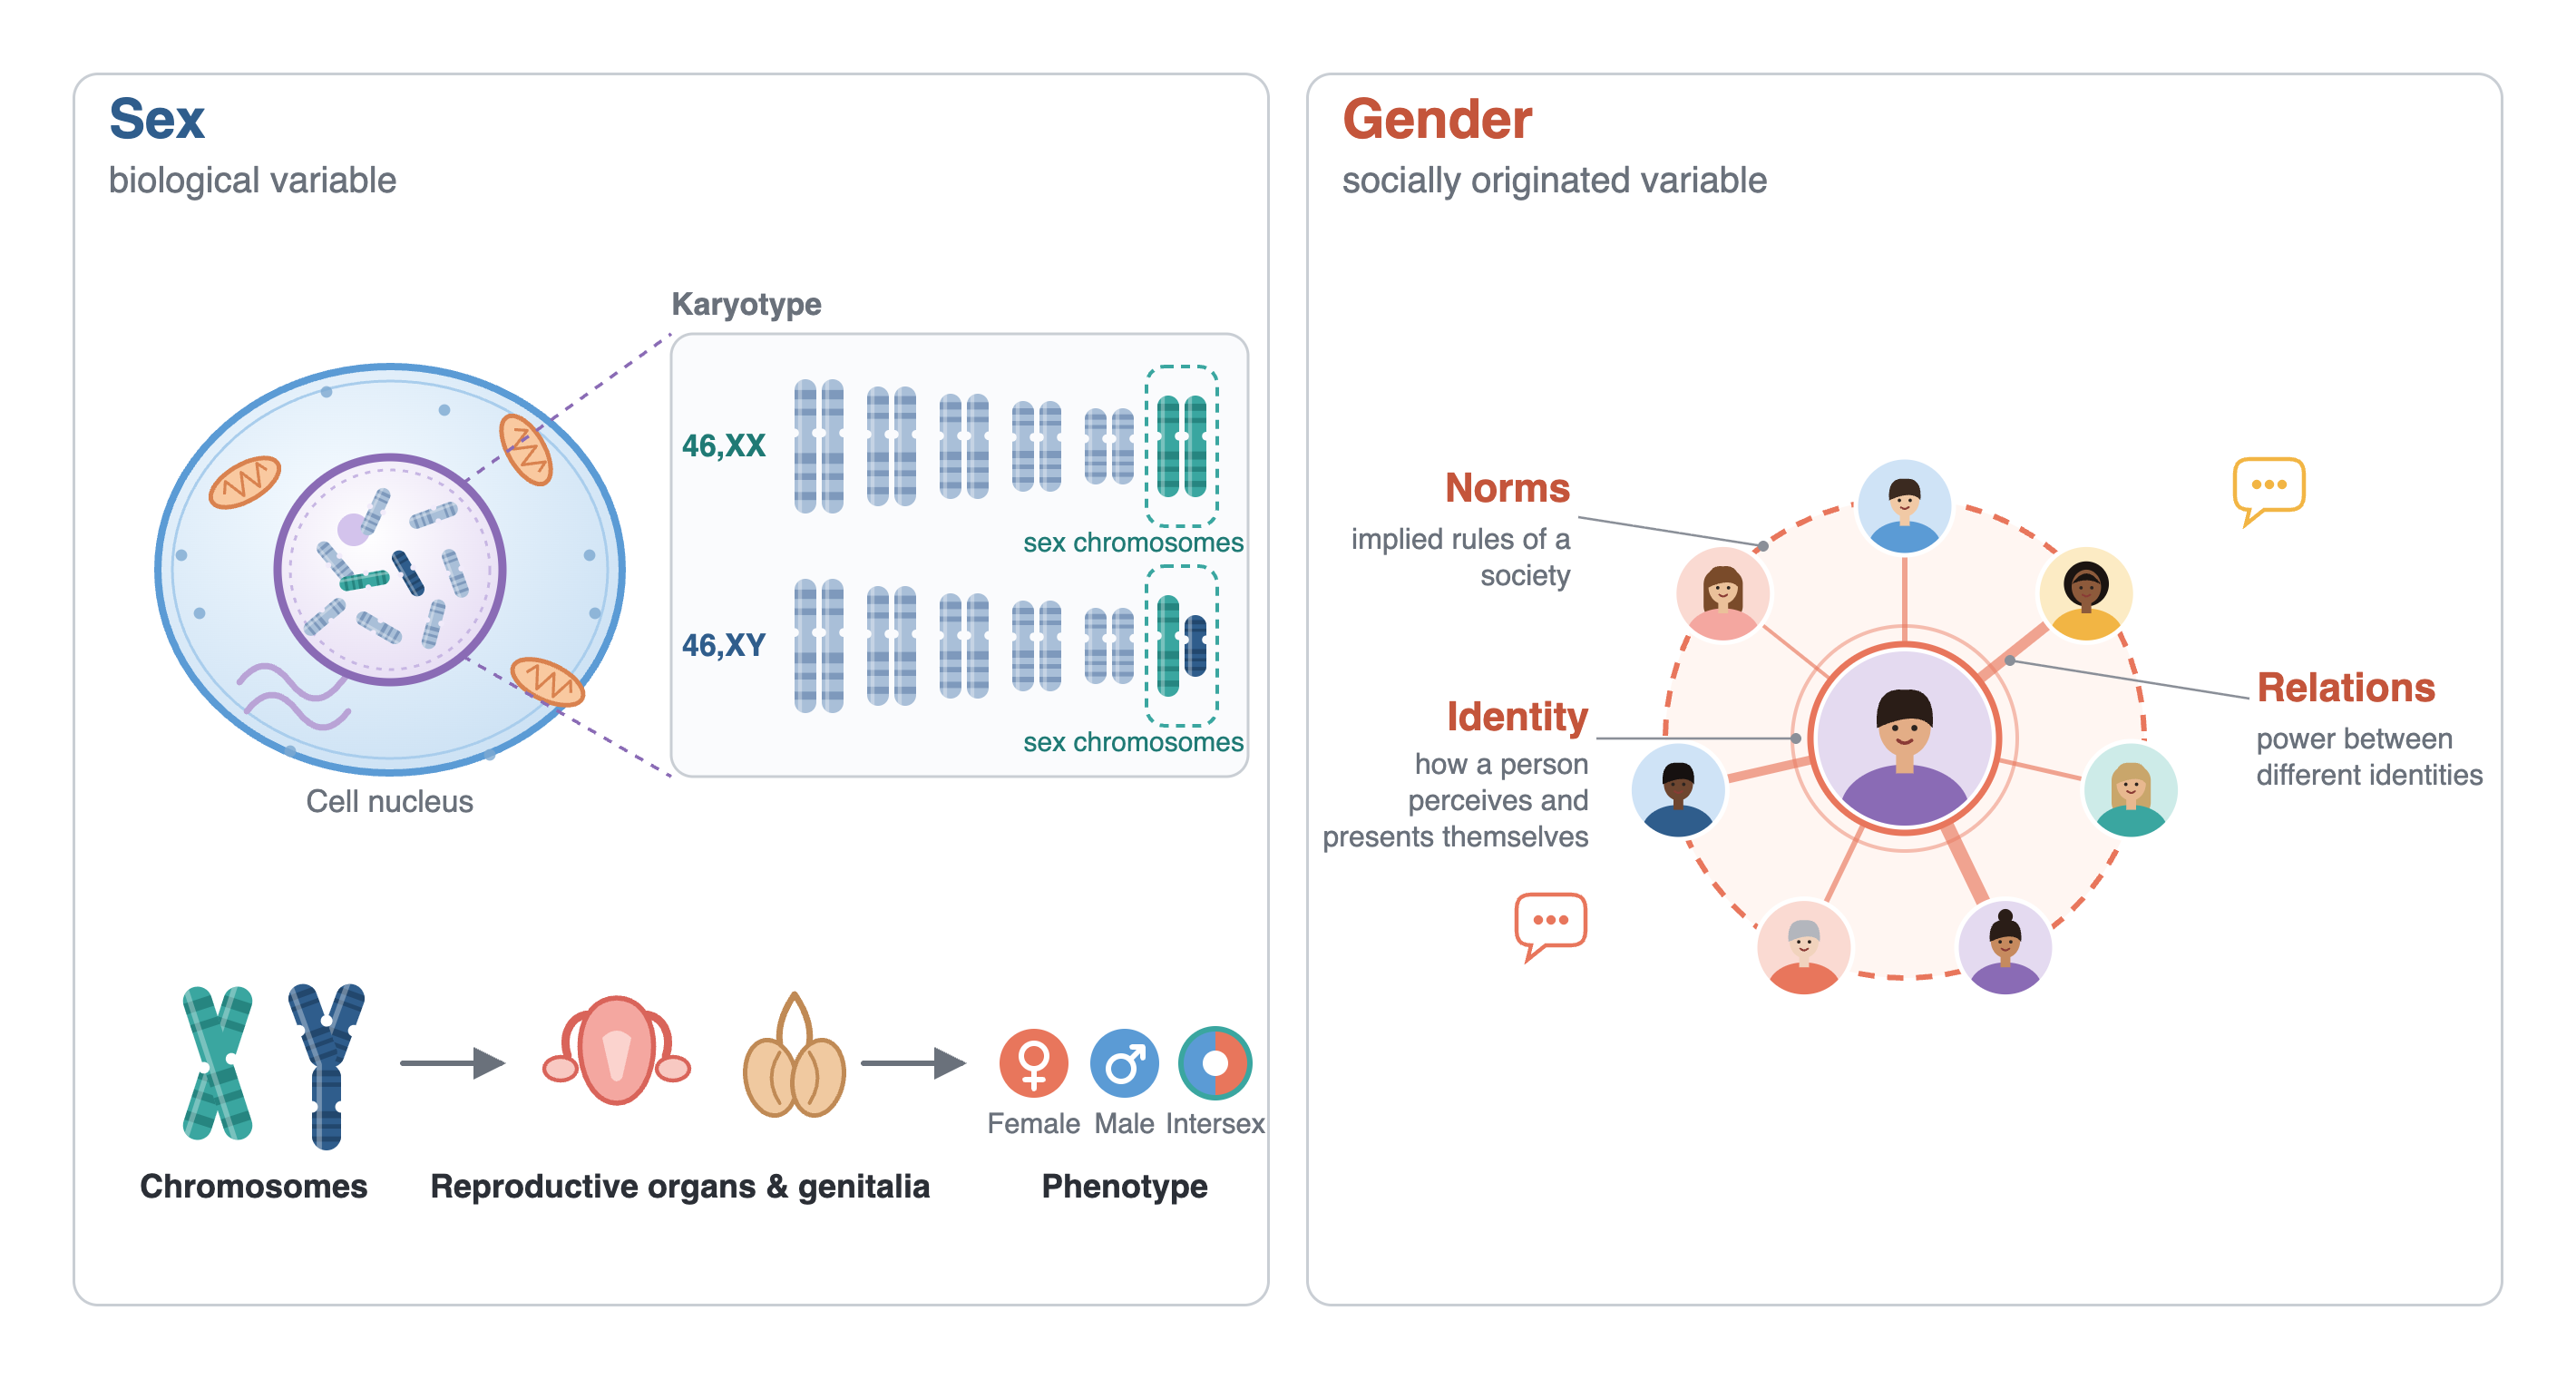 Sex
biological variable
Karyotype
46,XX
sex chromosomes
46,XY
sex chromosomes
Cell nucleus
Female
Male
Intersex
Chromosomes
Reproductive organs & genitalia
Phenotype
Gender
socially originated variable
Norms
implied rules of a
society
Identity
how a person
perceives and
presents themselves
Relations
power between
different identities